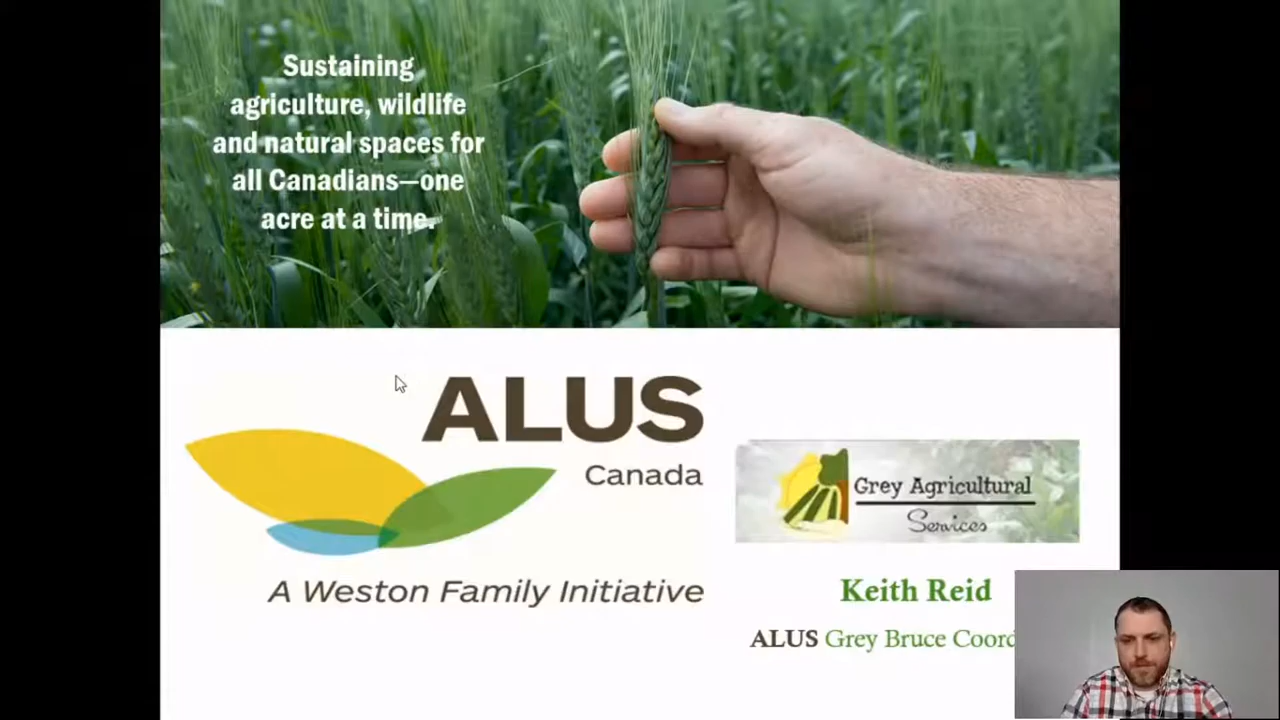 Sustaining
agriculture, wildlife
and natural spaces for
all Canadians—one
acre at a time.
ALUS
Canada
A Weston Family Initiative
Grey Agricultural
Services
Keith Reid
ALUS Grey Bruce Coord